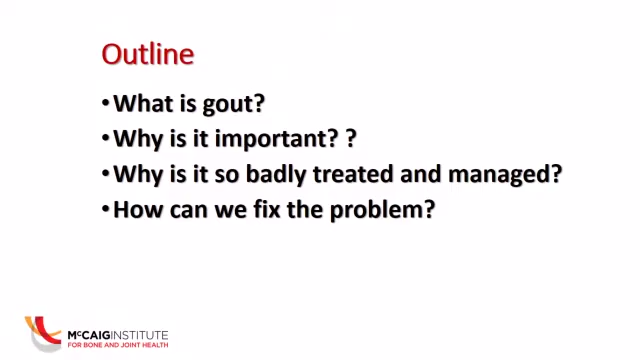 Outline
• What is gout?
• Why is it important? ?
• Why is it so badly treated and managed?
• How can we fix the problem?
McCAIG INSTITUTE
FOR BONE AND JOINT HEALTH